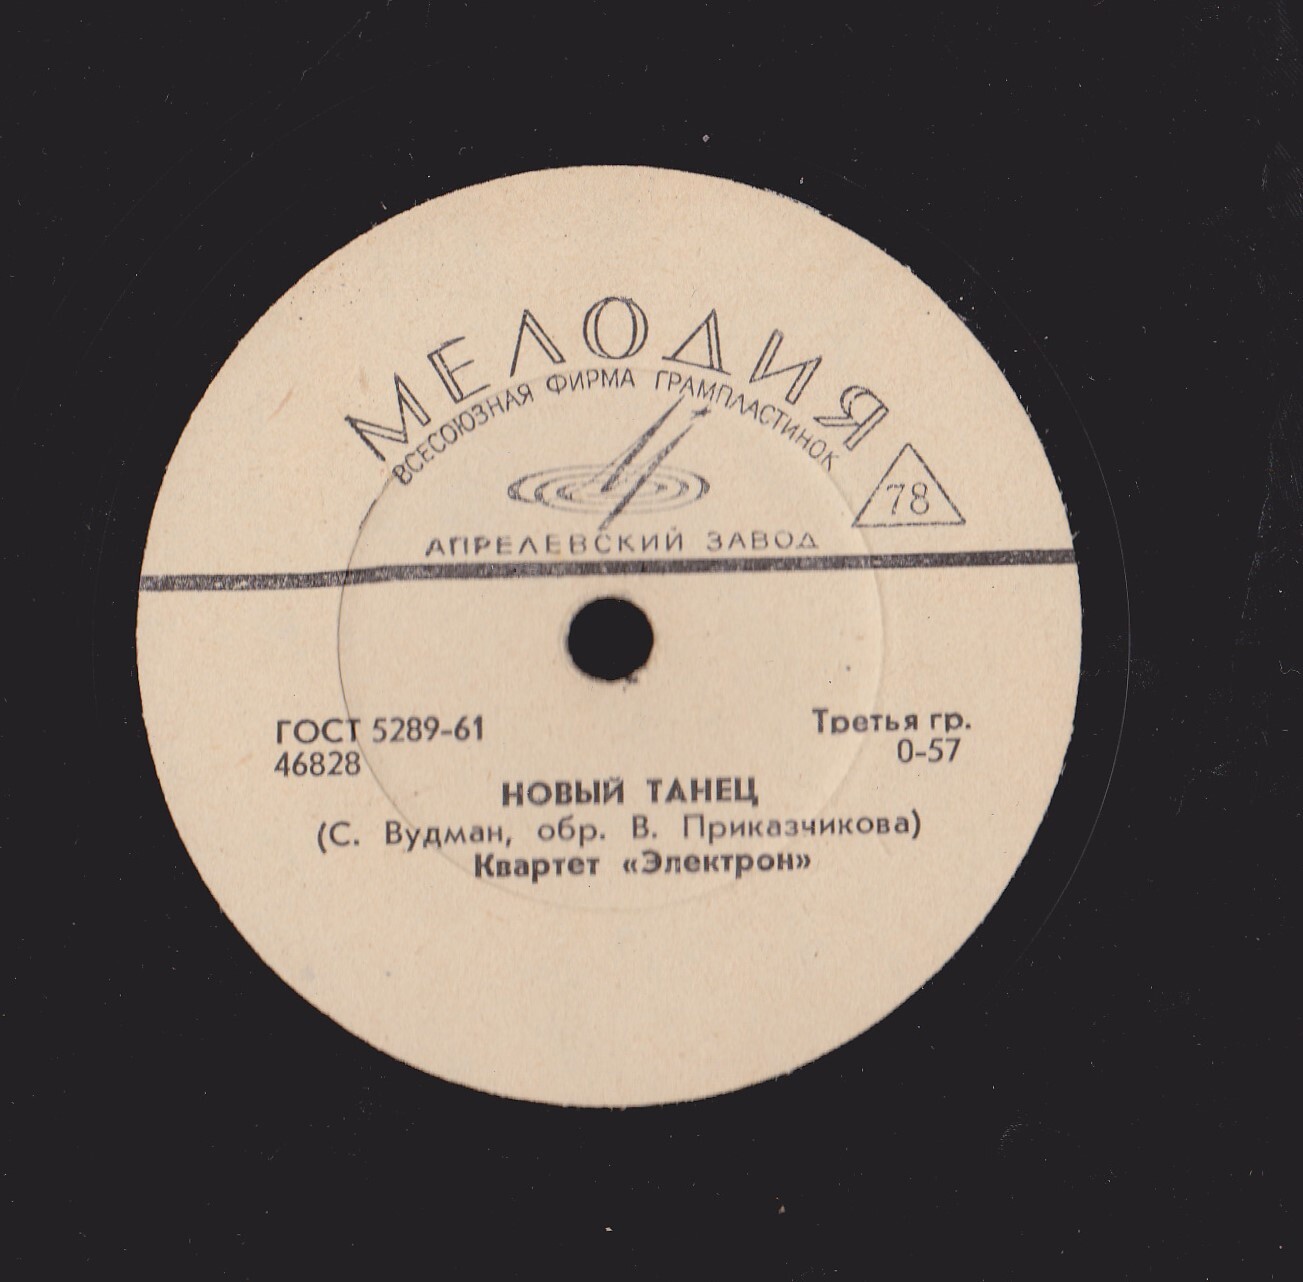 МЕЛОДИЯ
ВСЕСОЮЗНАЯ ФИРМА ГРАМПЛАСТИНОК
78
АПРЕЛЕВСКИЙ ЗАВОД
ГОСТ 5289-61
Третья гр.
46828
0-57
НОВЫЙ ТАНЕЦ
(С. Вудман, обр. В. Приказчикова)
Квартет «Электрон»